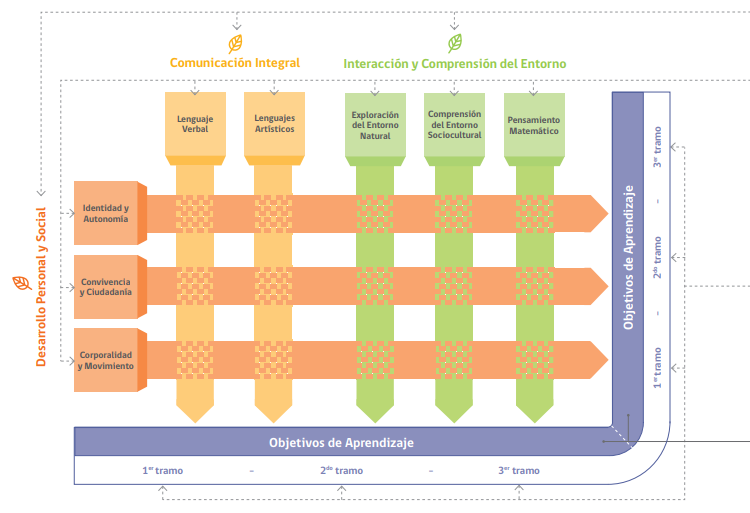 Comunicación Integral
Interacción y Comprensión del Entorno
Lenguaje
Verbal
Lenguajes
Artísticos
Exploración
del Entorno
Natural
Comprensión
del Entorno
Sociocultural
Pensamiento
Matemático
Desarrollo Personal y Social
Identidad y
Autonomía
Convivencia
y Ciudadanía
Corporalidad
y Movimiento
Objetivos de Aprendizaje
1er tramo – 2do tramo – 3er tramo
Objetivos de Aprendizaje
1er tramo – 2do tramo – 3er tramo